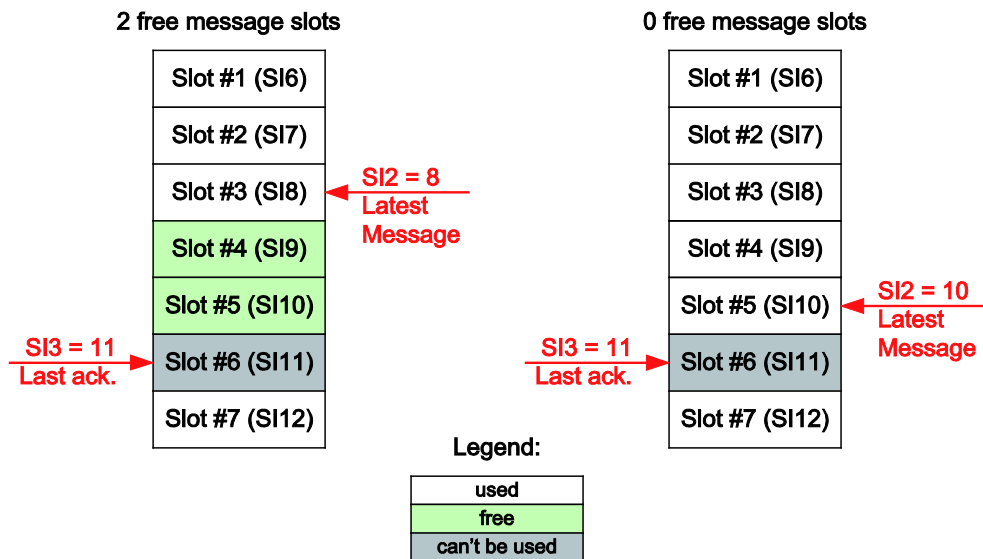 2 free message slots
Slot #1 (SI6)
Slot #2 (SI7)
Slot #3 (SI8)
Slot #4 (SI9)
Slot #5 (SI10)
Slot #6 (SI11)
Slot #7 (SI12)
SI2 = 8
Latest
Message
SI3 = 11
Last ack.
0 free message slots
Slot #1 (SI6)
Slot #2 (SI7)
Slot #3 (SI8)
Slot #4 (SI9)
Slot #5 (SI10)
Slot #6 (SI11)
Slot #7 (SI12)
SI2 = 10
Latest
Message
SI3 = 11
Last ack.
Legend:
used
free
can't be used